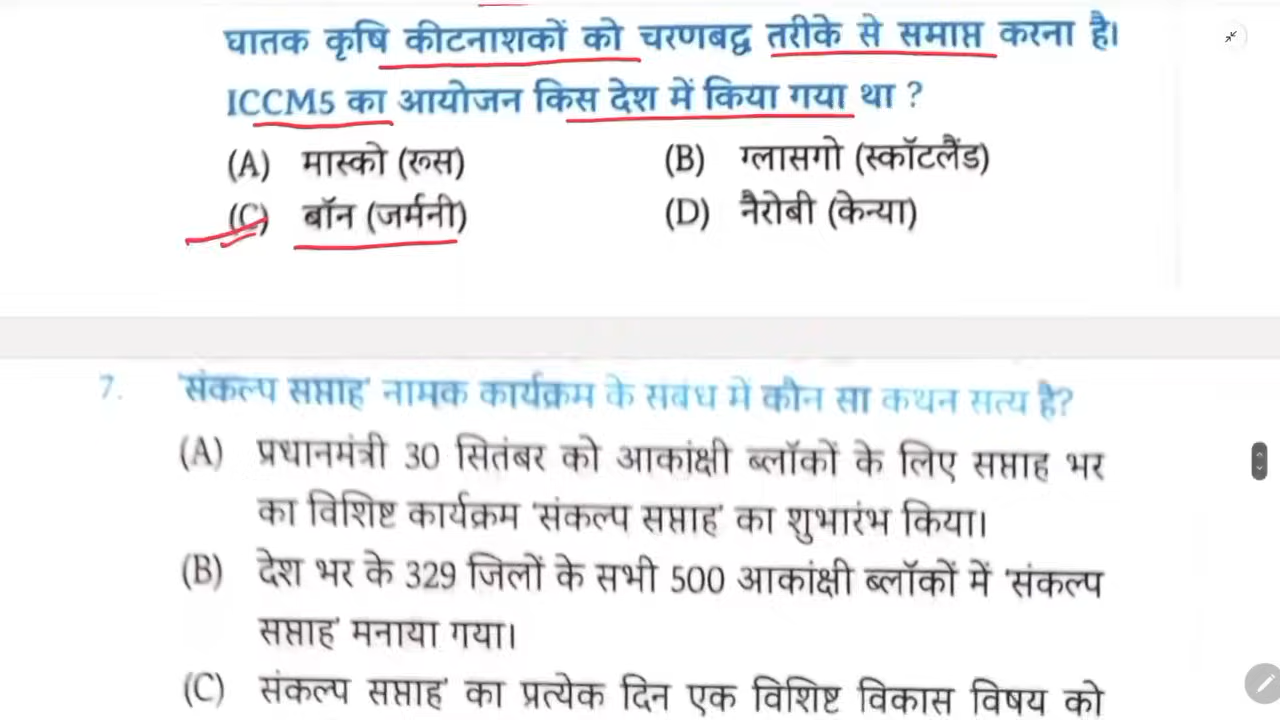 घातक कृषि कीटनाशकों को चरणबद्ध तरीके से समाप्त करना है।
ICCM5 का आयोजन किस देश में किया गया था ?
(A) मास्को (रूस) (B) ग्लासगो (स्कॉटलैंड)
(C) बॉन (जर्मनी) (D) नैरोबी (केन्या)
7. 'संकल्प सप्ताह' नामक कार्यक्रम के सबंध में कौन सा कथन सत्य है?
(A) प्रधानमंत्री 30 सितंबर को आकांक्षी ब्लॉकों के लिए सप्ताह भर
का विशिष्ट कार्यक्रम 'संकल्प सप्ताह' का शुभारंभ किया।
(B) देश भर के 329 जिलों के सभी 500 आकांक्षी ब्लॉकों में 'संकल्प
सप्ताह' मनाया गया।
(C) संकल्प सप्ताह' का प्रत्येक दिन एक विशिष्ट विकास विषय को